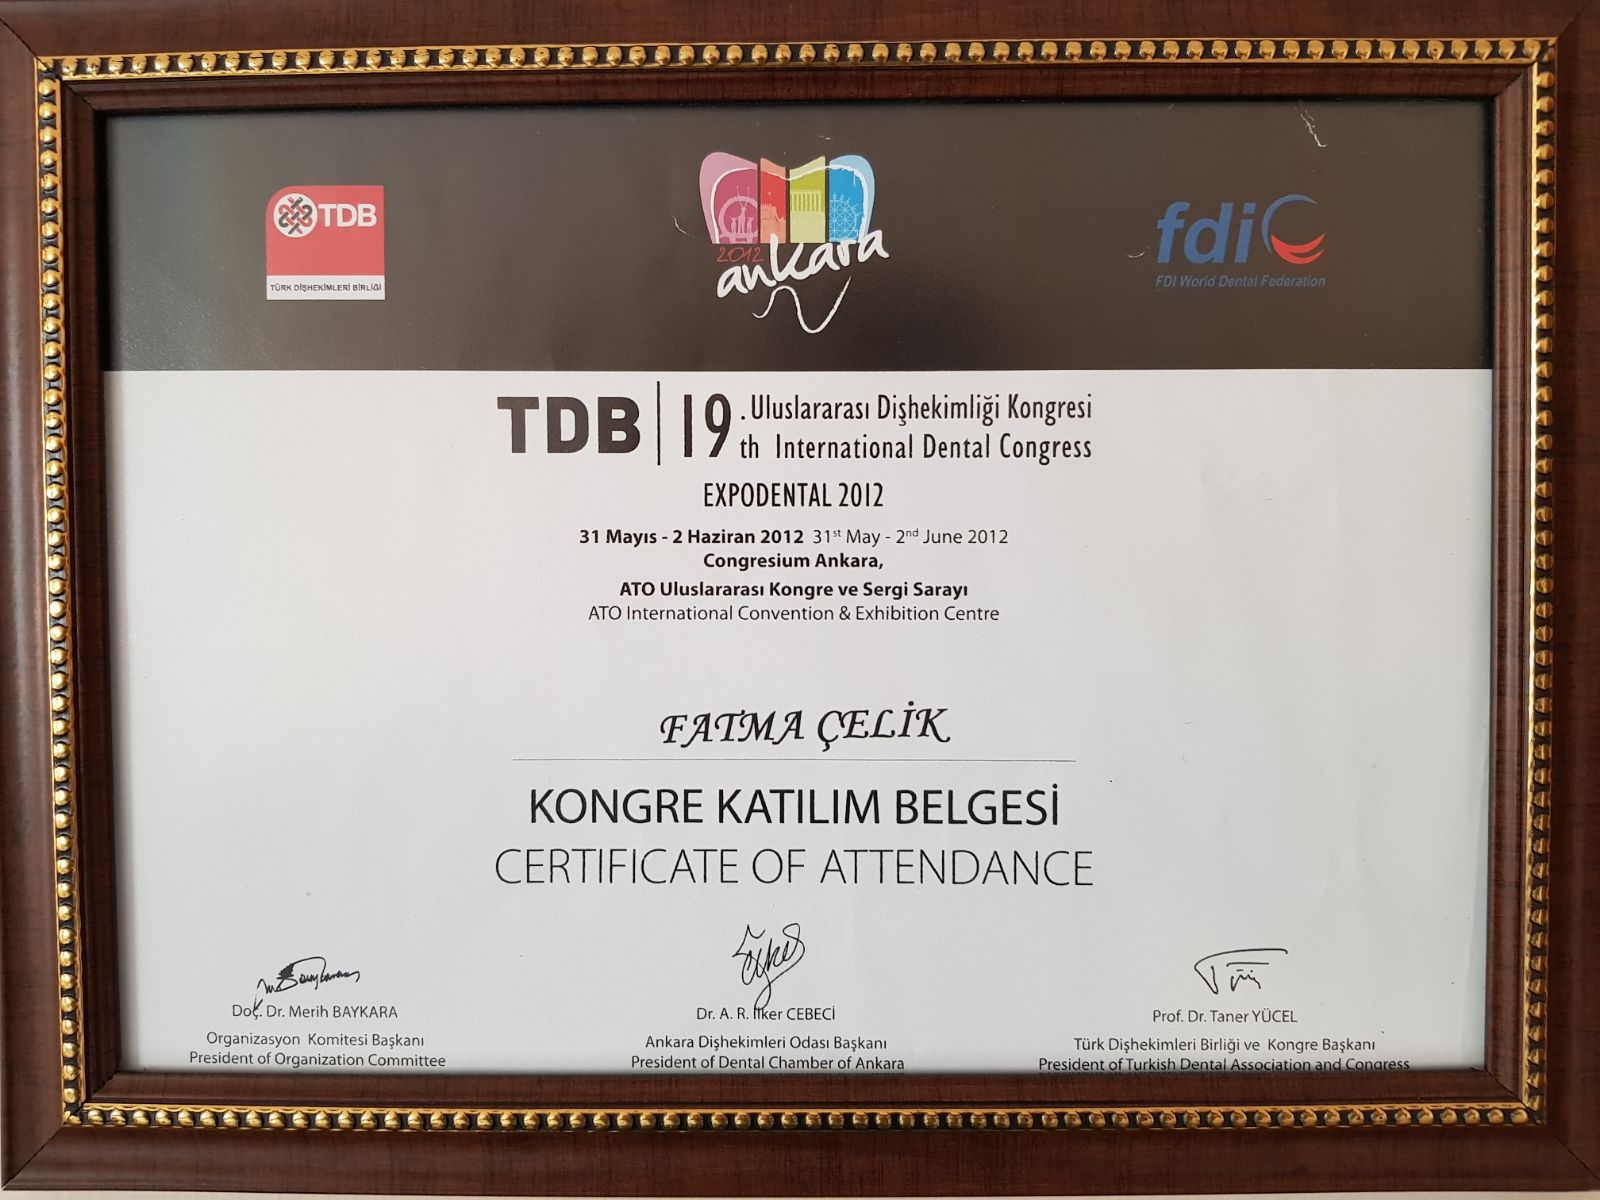 TDB
TÜRK DİŞHEKİMLERİ BİRLİĞİ
2012
ankara
fdi
FDI World Dental Federation
TDB | 19 . Uluslararası Dişhekimliği Kongresi
th International Dental Congress
EXPODENTAL 2012
31 Mayıs - 2 Haziran 2012 31st May - 2nd June 2012
Congresium Ankara,
ATO Uluslararası Kongre ve Sergi Sarayı
ATO International Convention & Exhibition Centre
FATMA ÇELİK
KONGRE KATILIM BELGESİ
CERTIFICATE OF ATTENDANCE
Doç. Dr. Merih BAYKARA
Organizasyon Komitesi Başkanı
President of Organization Committee
Dr. A. R. İlker CEBECİ
Ankara Dişhekimleri Odası Başkanı
President of Dental Chamber of Ankara
Prof. Dr. Taner YÜCEL
Türk Dişhekimleri Birliği ve Kongre Başkanı
President of Turkish Dental Association and Congress